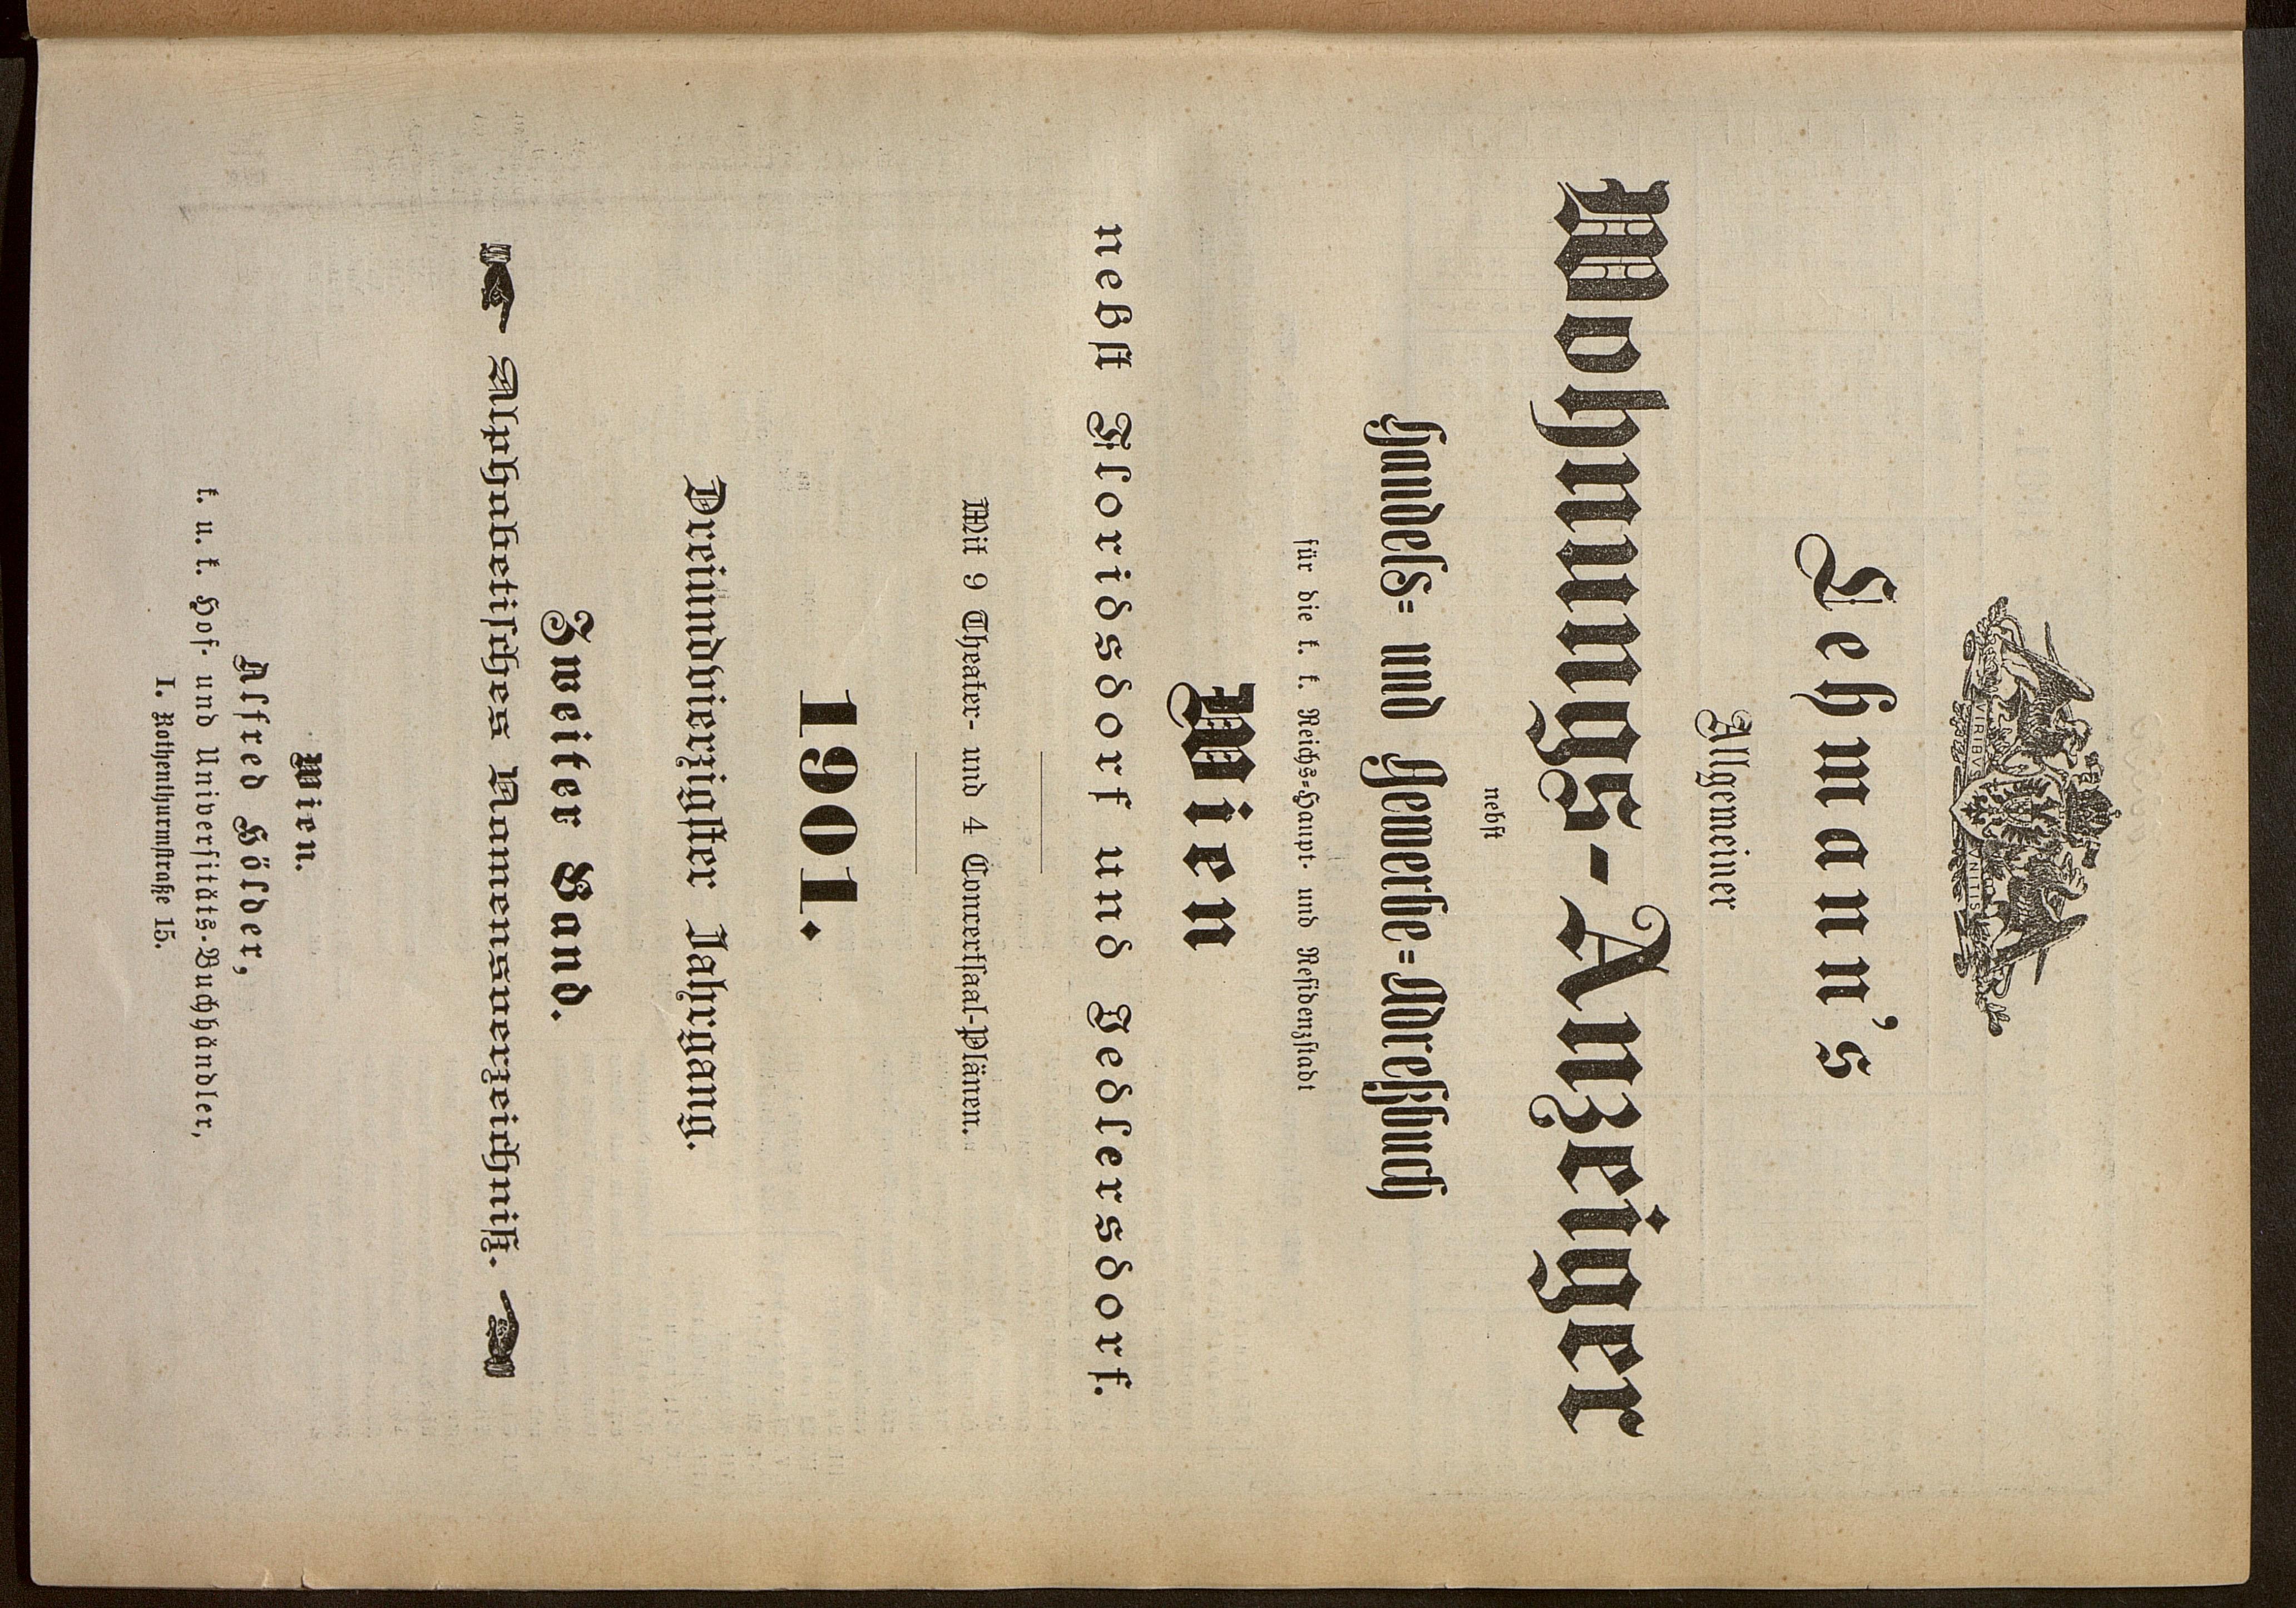 VIRIBVS VNITIS
Lehmann's
Allgemeiner
Wohnungs-Anzeiger
nebst
Handels- und Gewerbe-Adreßbuch
für die k. k. Reichs-Haupt- und Residenzstadt
Wien
nebst Floridsdorf und Jedlersdorf.
Mit 9 Theater- und 4 Concertsaal-Plänen.
1901.
Dreiundvierzigster Jahrgang.
Zweiter Band.
Alphabetisches Namensverzeichniß.
Wien.
Alfred Hölder,
k. u. k. Hof- und Universitäts-Buchhändler,
I. Rothenthurmstraße 15.